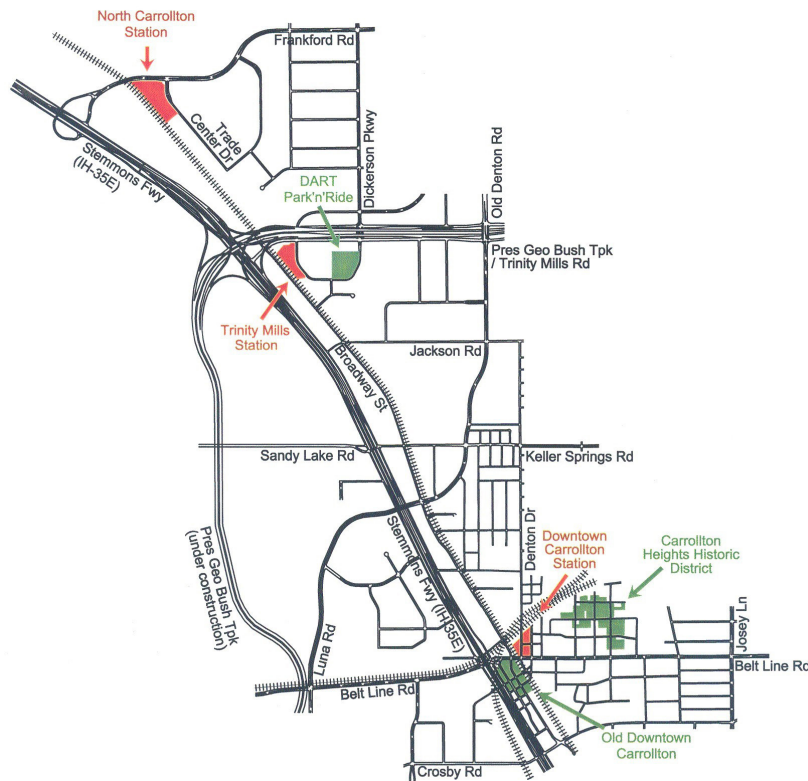 North Carrollton
Station
Frankford Rd
Trade
Center Dr
Stemmons Fwy
(IH-35E)
Dickerson Pkwy
Old Denton Rd
DART
Park'n'Ride
Pres Geo Bush Tpk
/ Trinity Mills Rd
Trinity Mills
Station
Jackson Rd
Broadway St
Sandy Lake Rd
Keller Springs Rd
Pres Geo Bush Tpk
(under construction)
Stemmons Fwy (IH-35E)
Denton Dr
Downtown
Carrollton
Station
Carrollton
Heights Historic
District
Luna Rd
Josey Ln
Belt Line Rd
Belt Line Rd
Old Downtown
Carrollton
Crosby Rd